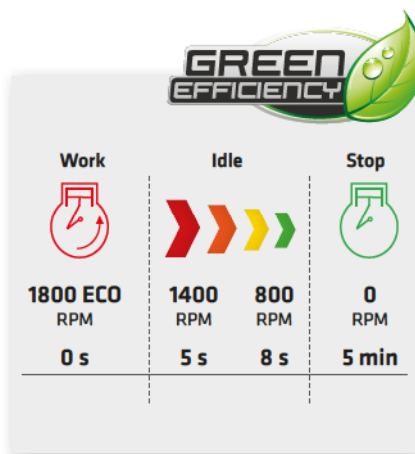 GREEN
EFFICIENCY
Work Idle Stop
1800 ECO 1400 800 0
RPM RPM RPM RPM
0 s 5 s 8 s 5 min